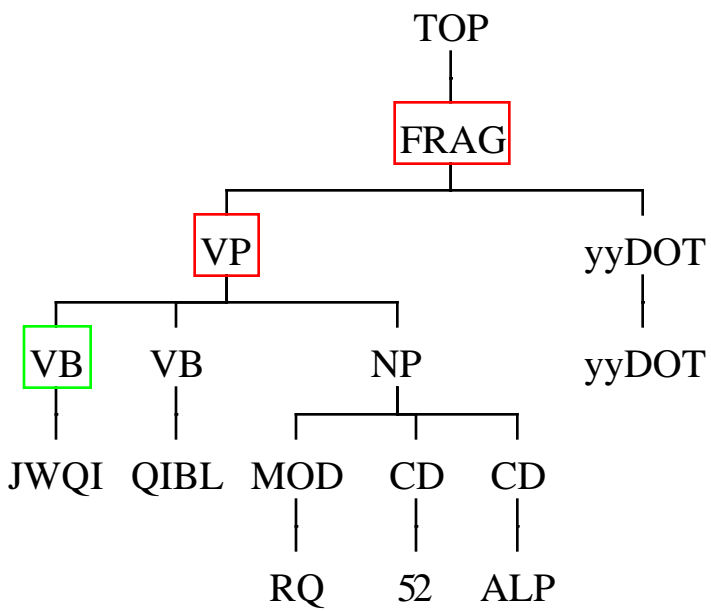 TOP
FRAG
VP yyDOT
VB VB NP yyDOT
JWQI QIBL MOD CD CD
RQ 52 ALP